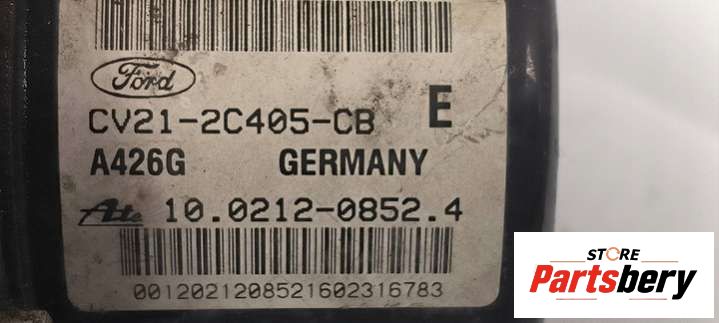 Ford
CV21-2C405-CB E
A426G GERMANY
Ate 10.0212-0852.4
0012021208521602316783
STORE
Partsbery